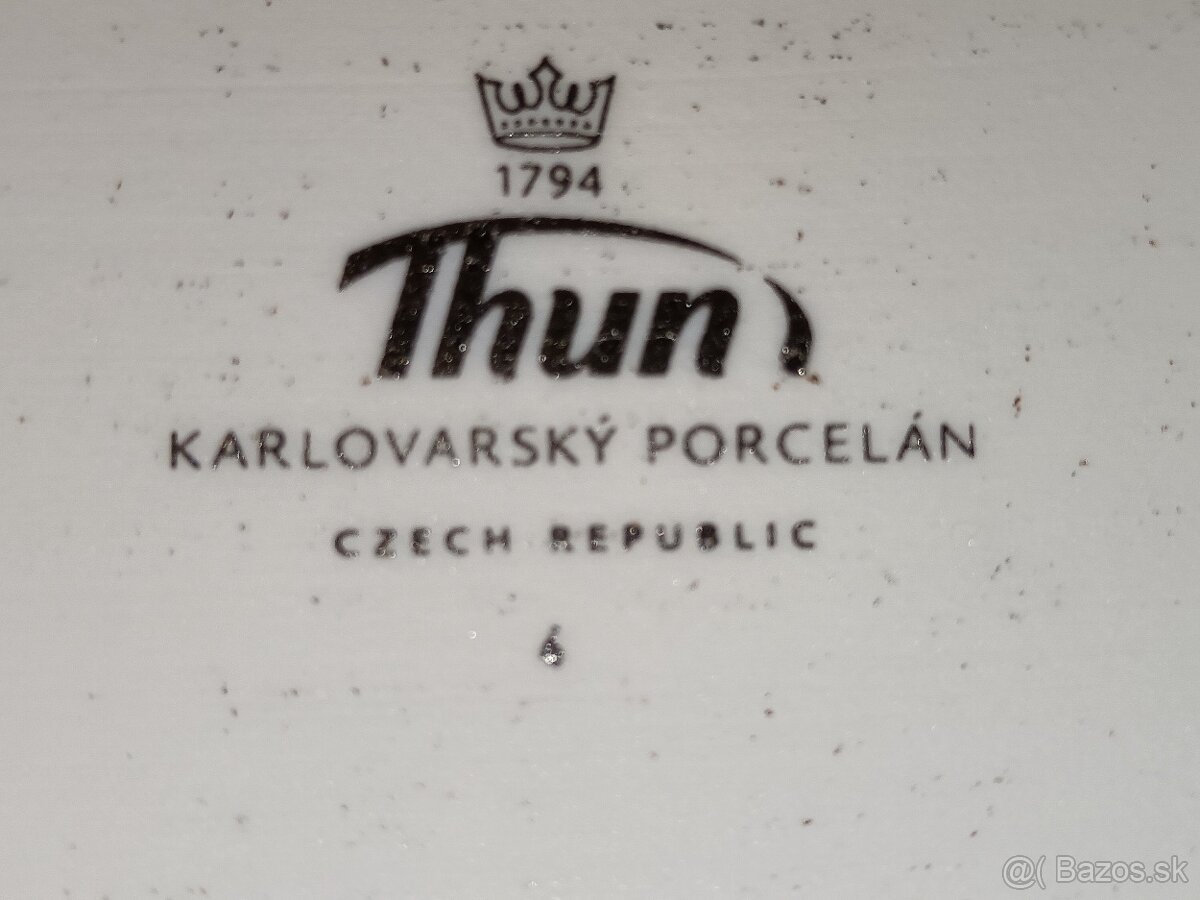 1794
Thun
KARLOVARSKÝ PORCELÁN
CZECH REPUBLIC
6
@( Bazos.sk